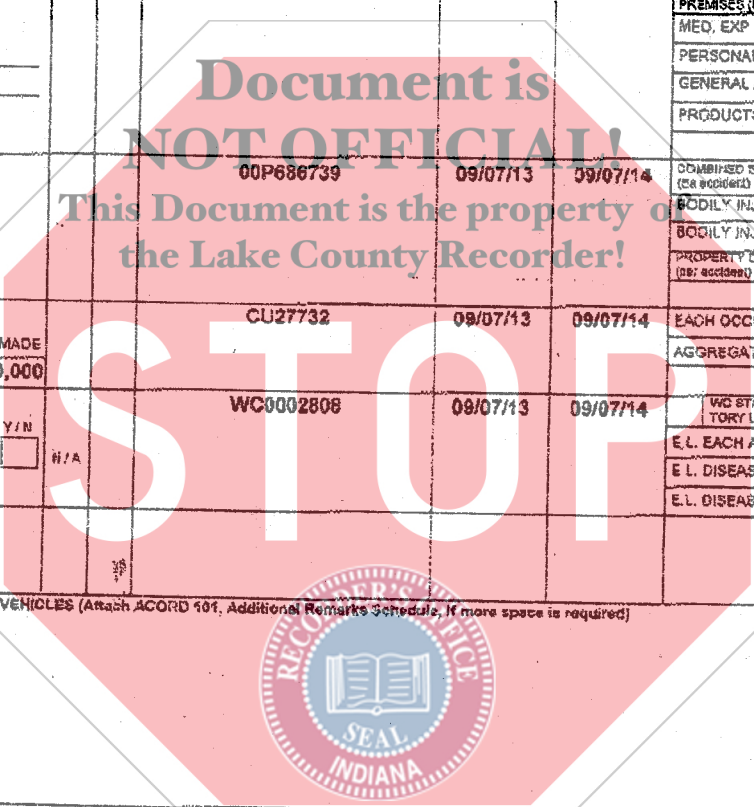 PREMISES
MED. EXP
PERSONAL
GENERAL
PRODUCTS
Document is
NOT OFFICIAL!
This Document is the property of
the Lake County Recorder!
00P686739 09/07/13 09/07/14
COMBINED S
(ea accident)
BODILY INJ
BODILY INJ
PROPERTY D
(per accident)
CU27732 09/07/13 09/07/14 EACH OCC
MADE AGGREGAT
0,000
WC0002808 09/07/13 09/07/14 WC STA
TORY L
Y / N E.L. EACH A
N / A E.L. DISEAS
E.L. DISEAS
STOP
VEHICLES (Attach ACORD 101, Additional Remarks Schedule, if more space is required)
RECORDER'S OFFICE
SEAL
INDIANA